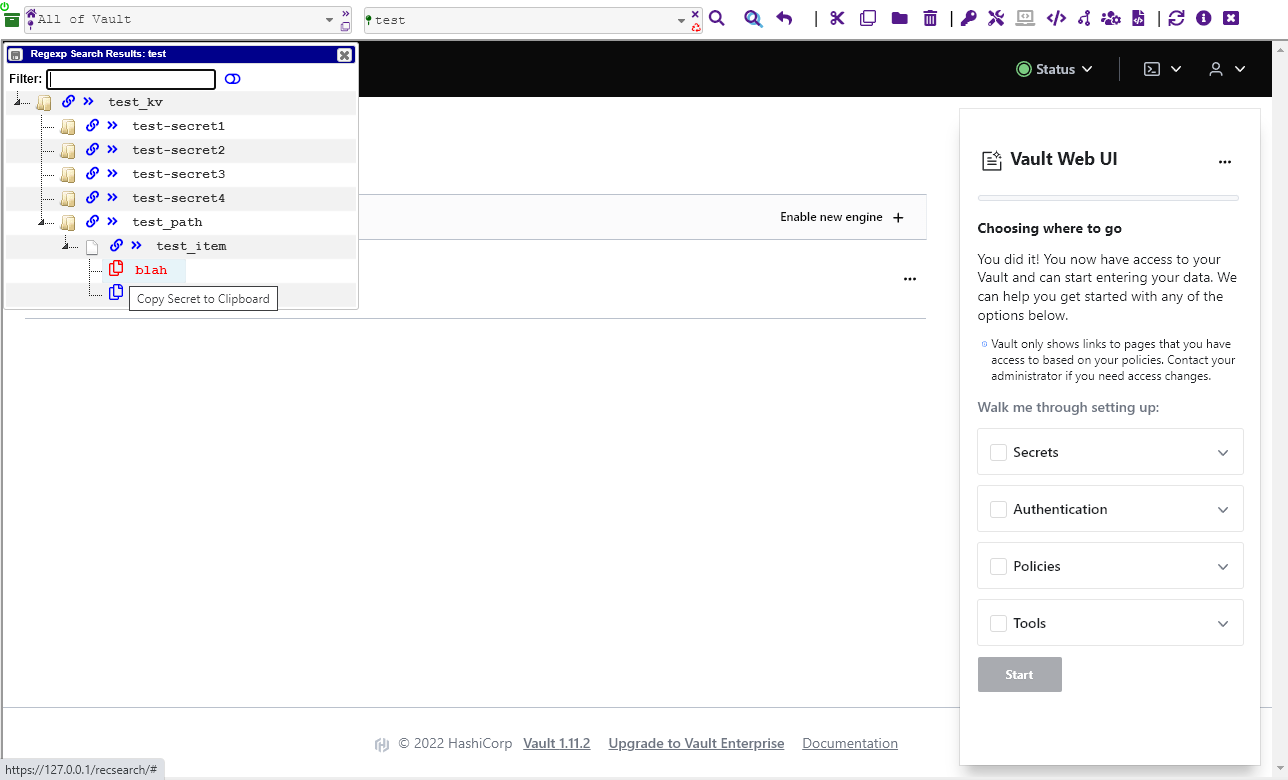 All of Vault
test
Regexp Search Results: test
Filter:
test_kv
test-secret1
test-secret2
test-secret3
test-secret4
test_path
test_item
blah
Copy Secret to Clipboard
Status
Enable new engine
Vault Web UI
Choosing where to go
You did it! You now have access to your
Vault and can start entering your data. We
can help you get started with any of the
options below.
Vault only shows links to pages that you have
access to based on your policies. Contact your
administrator if you need access changes.
Walk me through setting up:
Secrets
Authentication
Policies
Tools
Start
© 2022 HashiCorp Vault 1.11.2 Upgrade to Vault Enterprise Documentation
https://127.0.0.1/recsearch/#